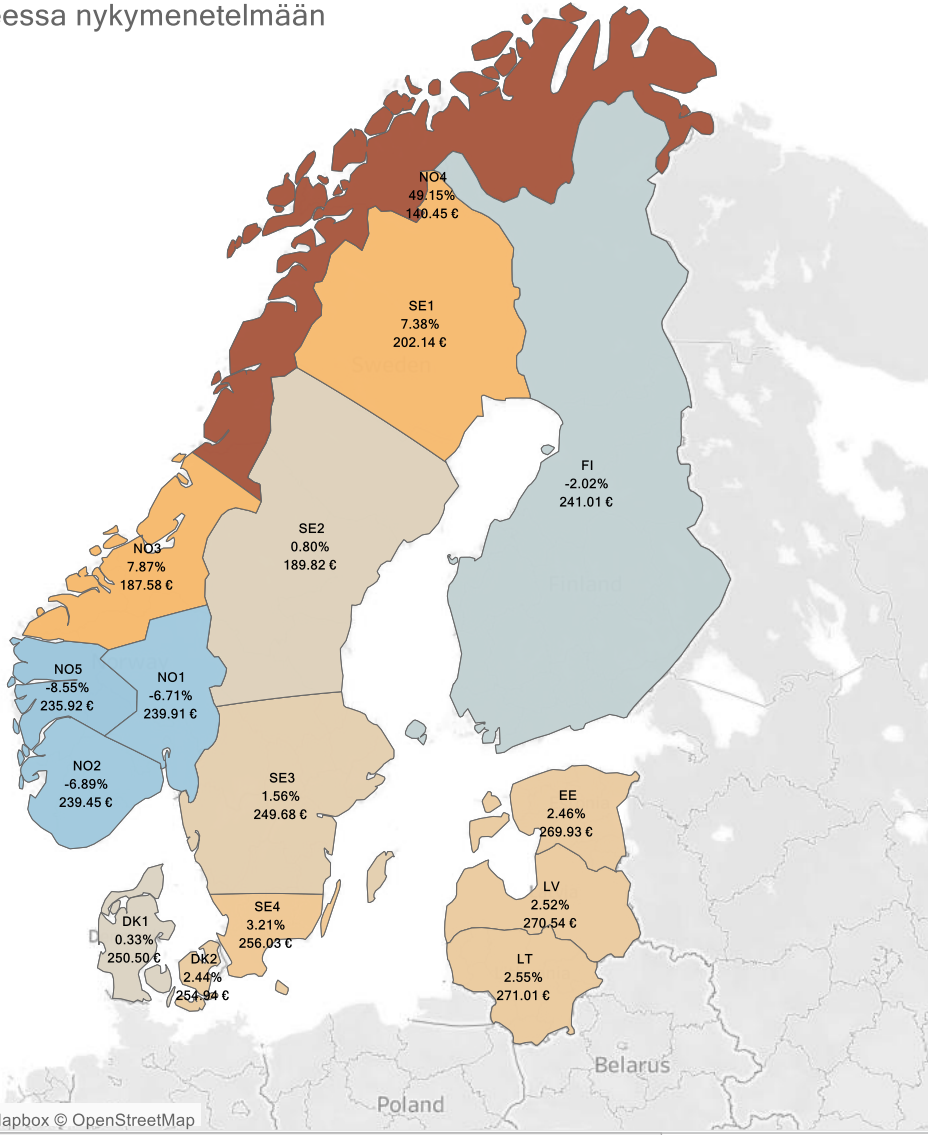 essa nykymenetelmään
NO4
49.15%
140.45 €
SE1
7.38%
202.14 €
Sweden
FI
-2.02%
241.01 €
Finland
SE2
0.80%
189.82 €
NO3
7.87%
187.58 €
Norway
NO5
-8.55%
235.92 €
NO1
-6.71%
239.91 €
NO2
-6.89%
239.45 €
SE3
1.56%
249.68 €
EE
2.46%
269.93 €
LV
2.52%
270.54 €
LT
2.55%
271.01 €
SE4
3.21%
256.03 €
DK1
0.33%
250.50 €
DK2
2.44%
254.94 €
Belarus
Poland
apbox © OpenStreetMap